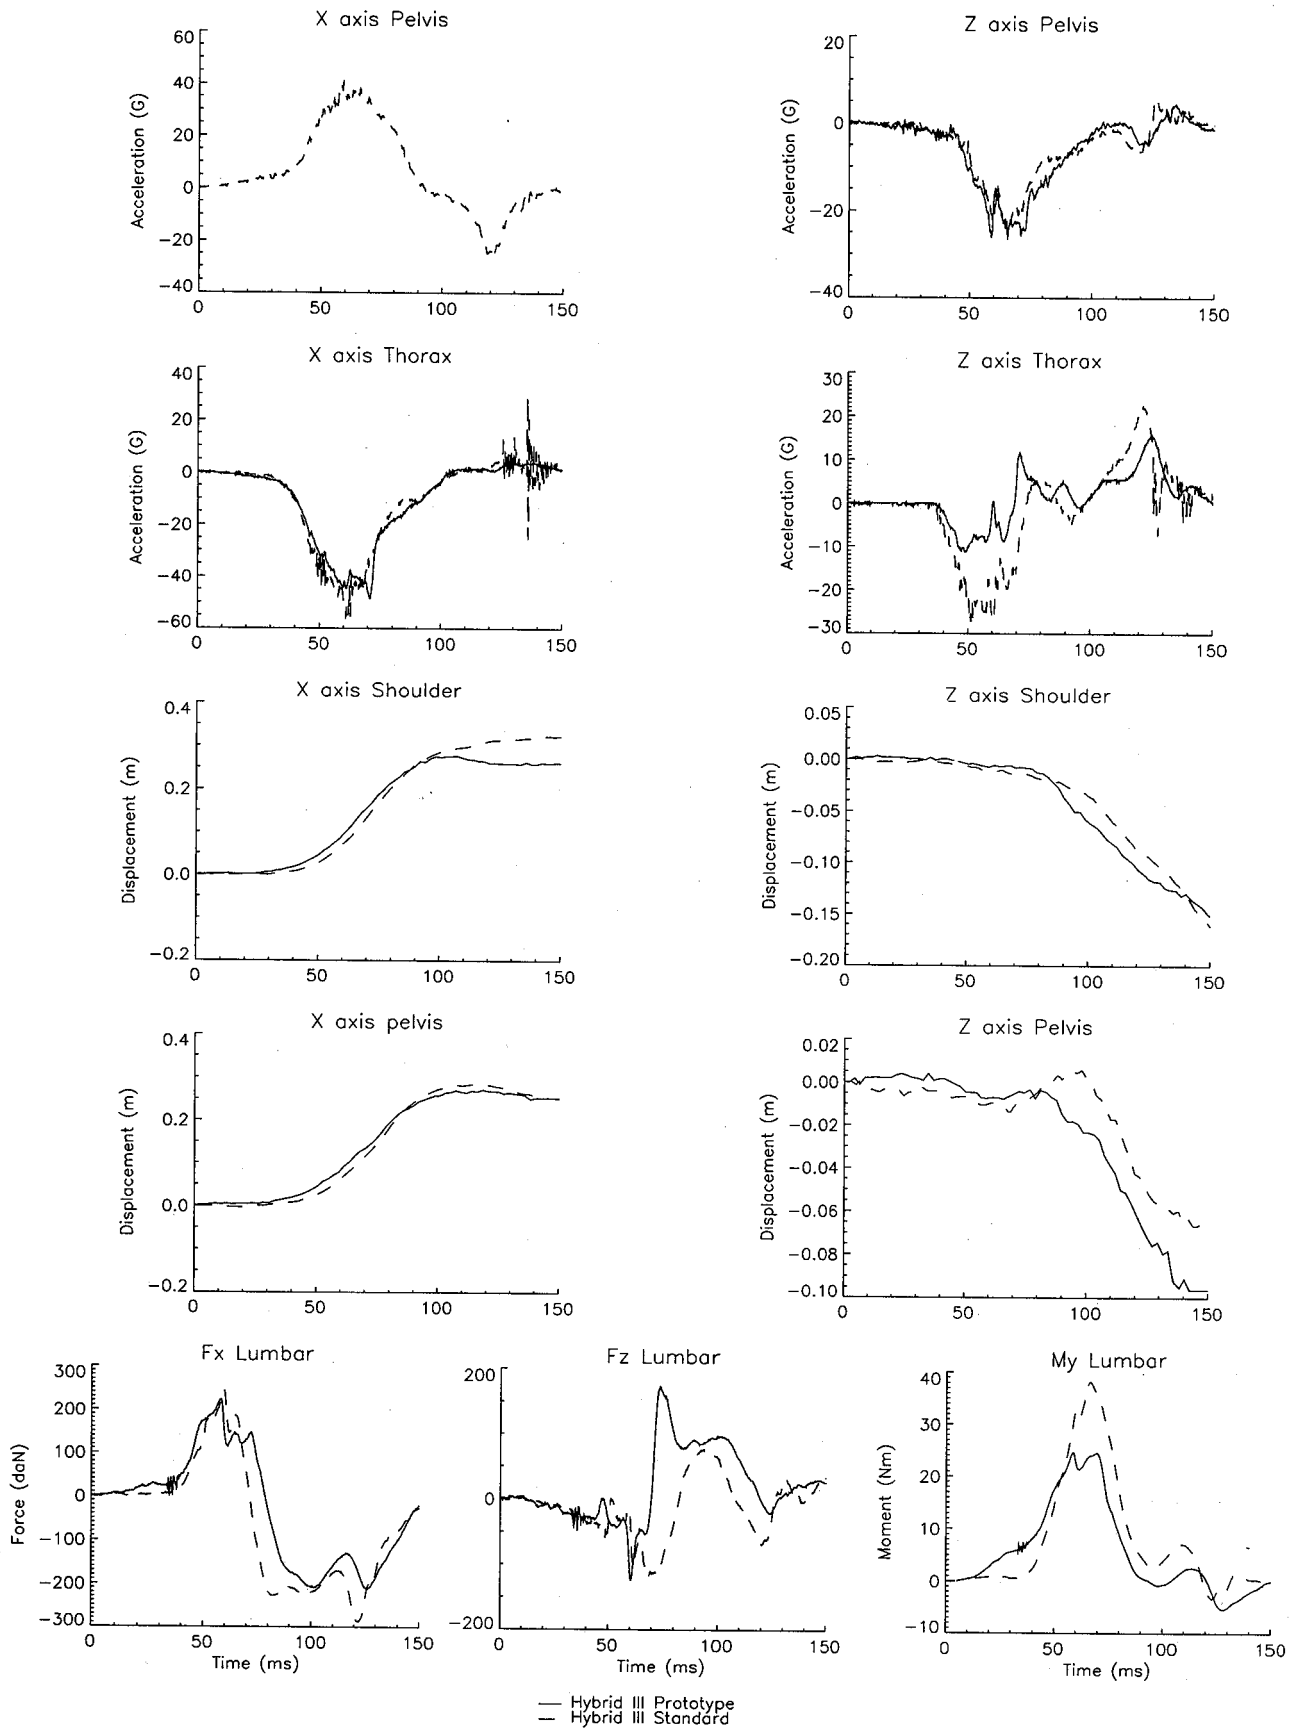 X axis Pelvis
60
40
20
0
−20
−40
Acceleration (G)
0 50 100 150
Z axis Pelvis
20
0
−20
−40
Acceleration (G)
0 50 100 150
X axis Thorax
40
20
0
−20
−40
−60
Acceleration (G)
0 50 100 150
Z axis Thorax
30
20
10
0
−10
−20
−30
Acceleration (G)
0 50 100 150
X axis Shoulder
0.4
0.2
0.0
−0.2
Displacement (m)
0 50 100 150
Z axis Shoulder
0.05
0.00
−0.05
−0.10
−0.15
−0.20
Displacement (m)
0 50 100 150
X axis pelvis
0.4
0.2
0.0
−0.2
Displacement (m)
0 50 100 150
Z axis Pelvis
0.02
0.00
−0.02
−0.04
−0.06
−0.08
−0.10
Displacement (m)
0 50 100 150
Fx Lumbar
300
200
100
0
−100
−200
−300
Force (daN)
0 50 100 150
Time (ms)
Fz Lumbar
200
0
−200
0 50 100 150
Time (ms)
My Lumbar
40
30
20
10
0
−10
Moment (Nm)
0 50 100 150
Time (ms)
Hybrid III Prototype
Hybrid III Standard